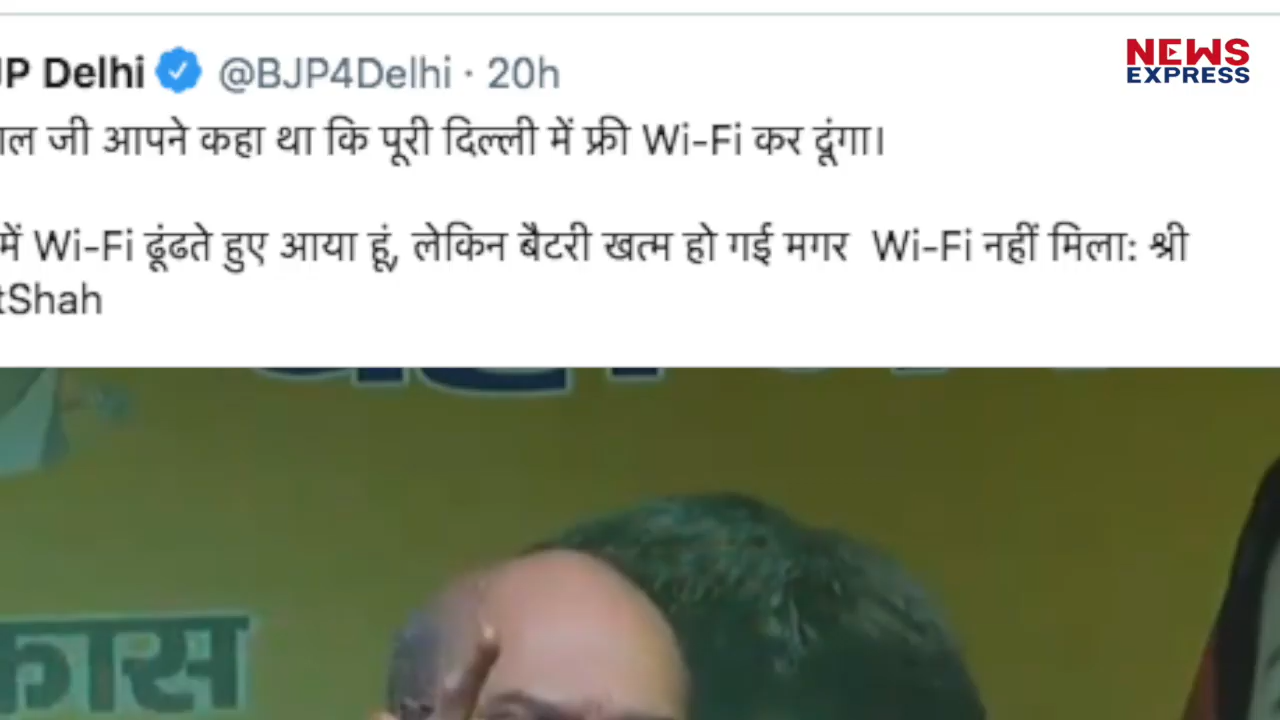 JP Delhi @BJP4Delhi · 20h
NEWS
EXPRESS
ाल जी आपने कहा था कि पूरी दिल्ली में फ्री Wi-Fi कर दूंगा।
में Wi-Fi ढूंढते हुए आया हूं, लेकिन बैटरी खत्म हो गई मगर Wi-Fi नहीं मिला: श्री
tShah
कास